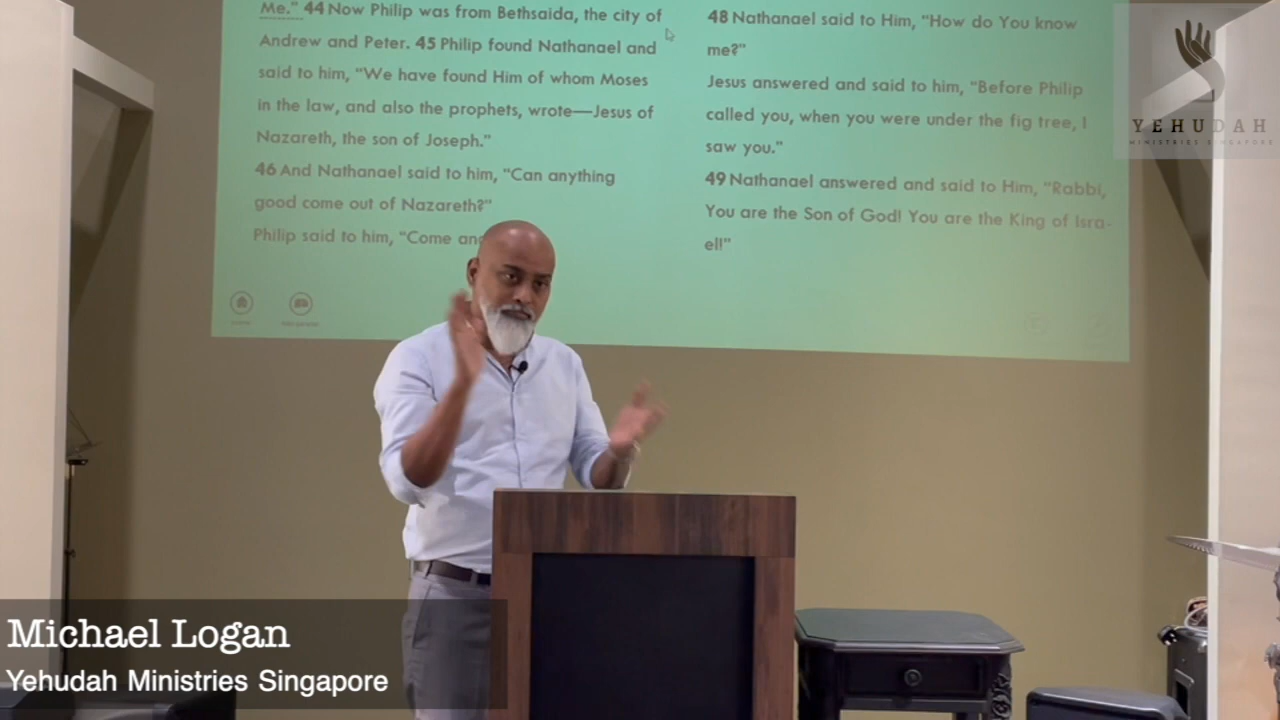 Me." 44 Now Philip was from Bethsaida, the city of
Andrew and Peter. 45 Philip found Nathanael and
said to him, “We have found Him of whom Moses
in the law, and also the prophets, wrote—Jesus of
Nazareth, the son of Joseph.”
46 And Nathanael said to him, “Can anything
good come out of Nazareth?”
Philip said to him, “Come an
48 Nathanael said to Him, “How do You know
me?”
Jesus answered and said to him, “Before Philip
called you, when you were under the fig tree, I
saw you.”
49 Nathanael answered and said to Him, “Rabbi,
You are the Son of God! You are the King of Isra-
el!”
YEHUDAH
MINISTRIES SINGAPORE
Michael Logan
Yehudah Ministries Singapore